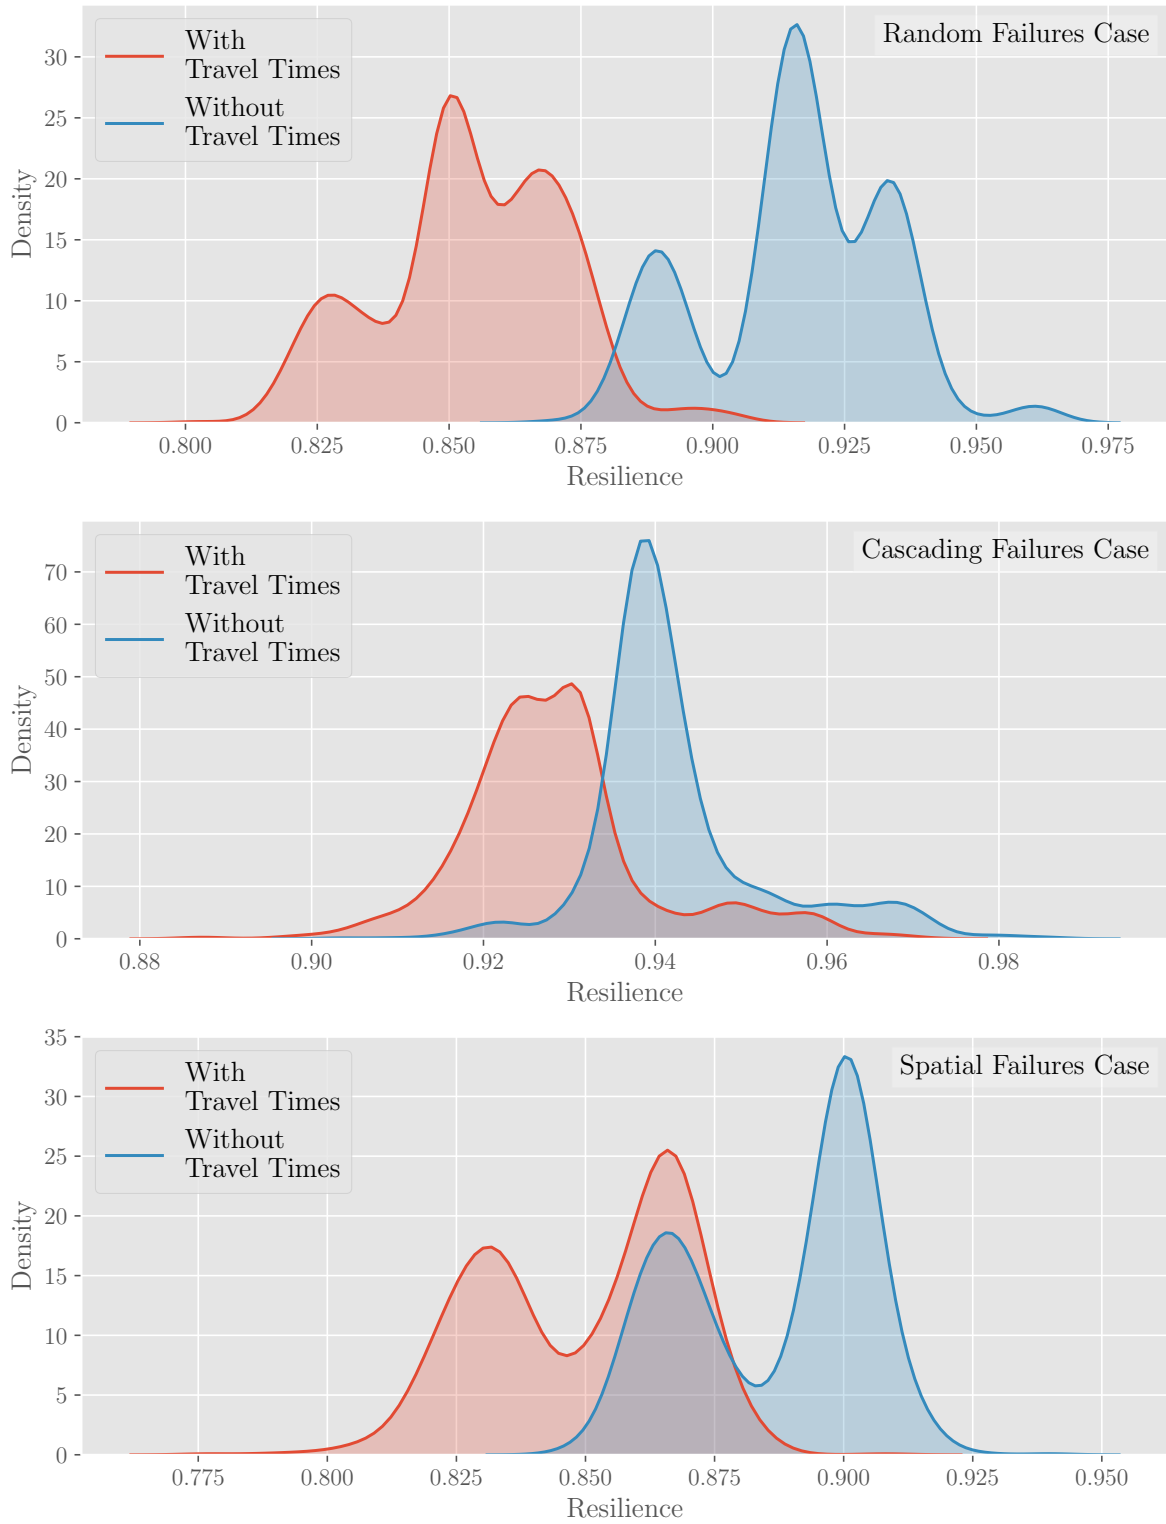 Random Failures Case
With
Travel Times
Without
Travel Times
Density
30
25
20
15
10
5
0
0.800 0.825 0.850 0.875 0.900 0.925 0.950 0.975
Resilience
Cascading Failures Case
With
Travel Times
Without
Travel Times
Density
70
60
50
40
30
20
10
0
0.88 0.90 0.92 0.94 0.96 0.98
Resilience
Spatial Failures Case
With
Travel Times
Without
Travel Times
Density
35
30
25
20
15
10
5
0
0.775 0.800 0.825 0.850 0.875 0.900 0.925 0.950
Resilience